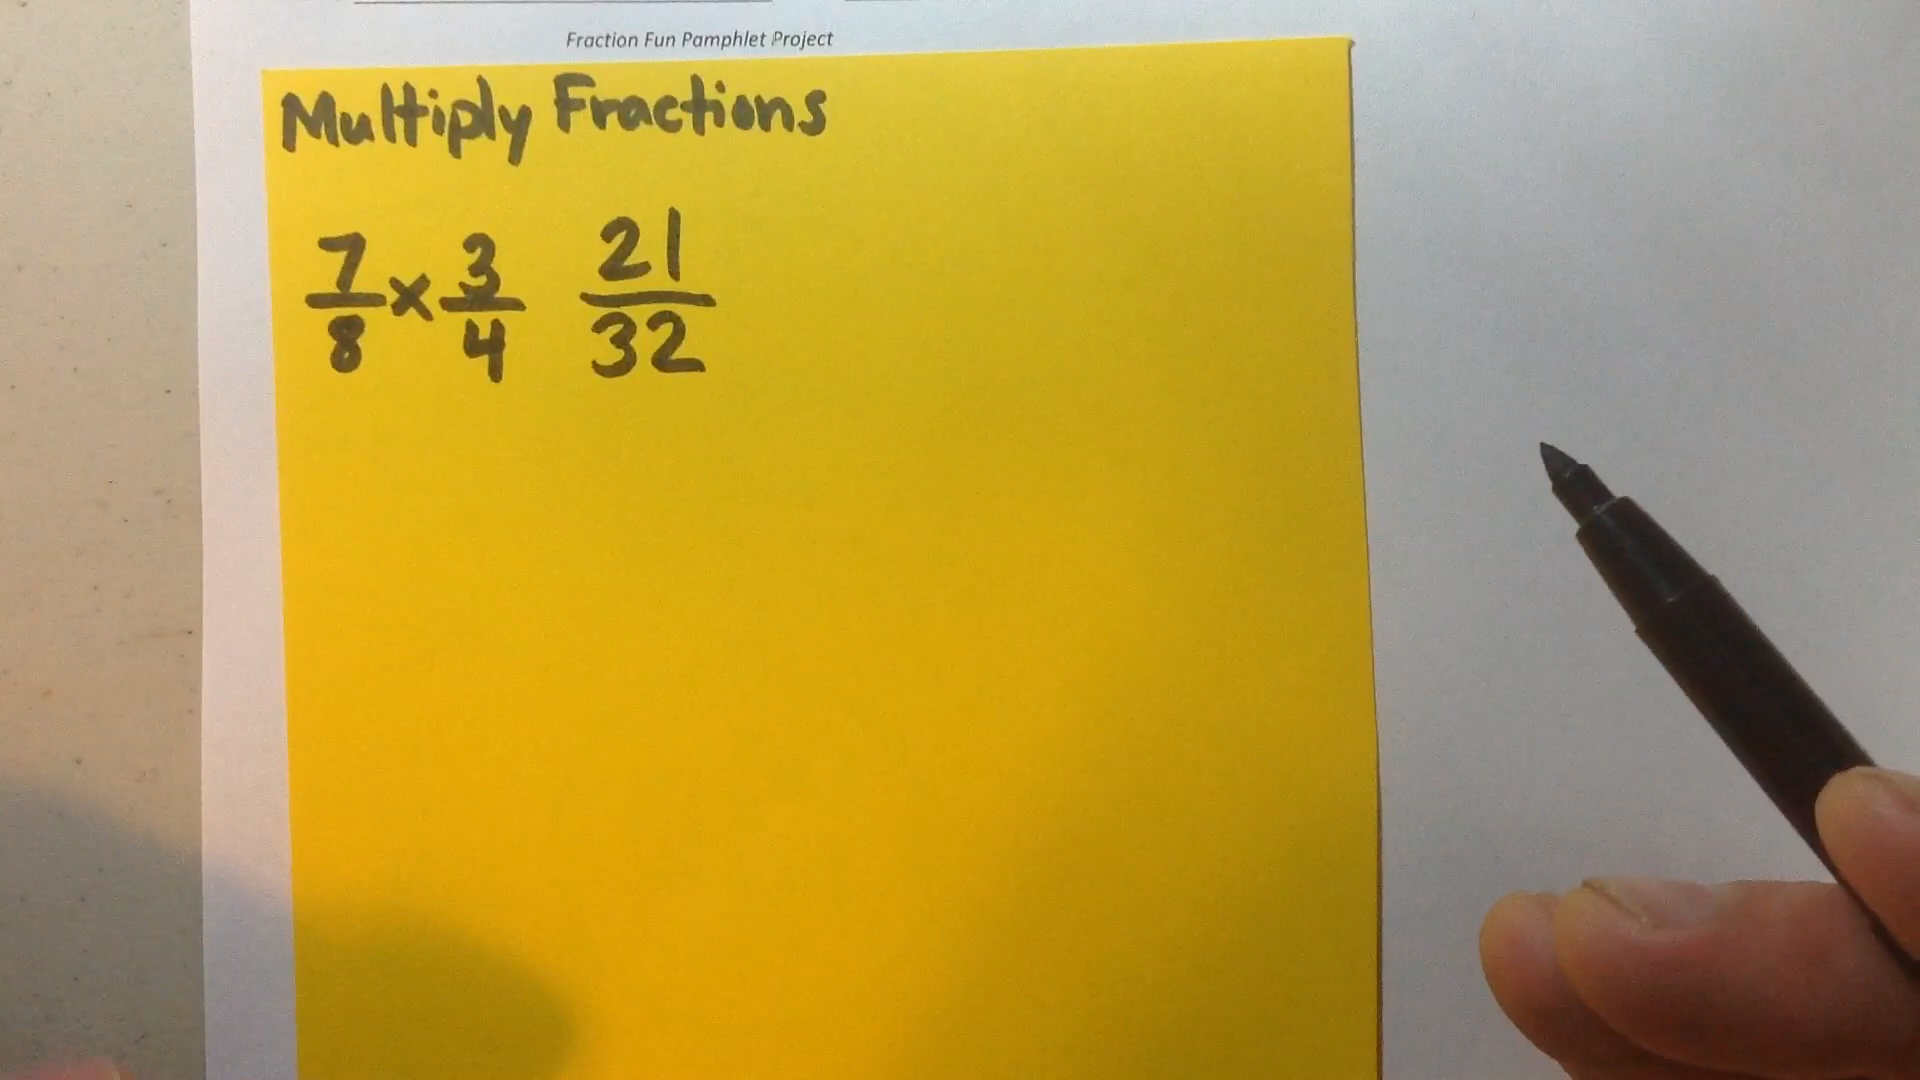 Fraction Fun Pamphlet Project
Multiply Fractions
7/8 x 3/4 21/32